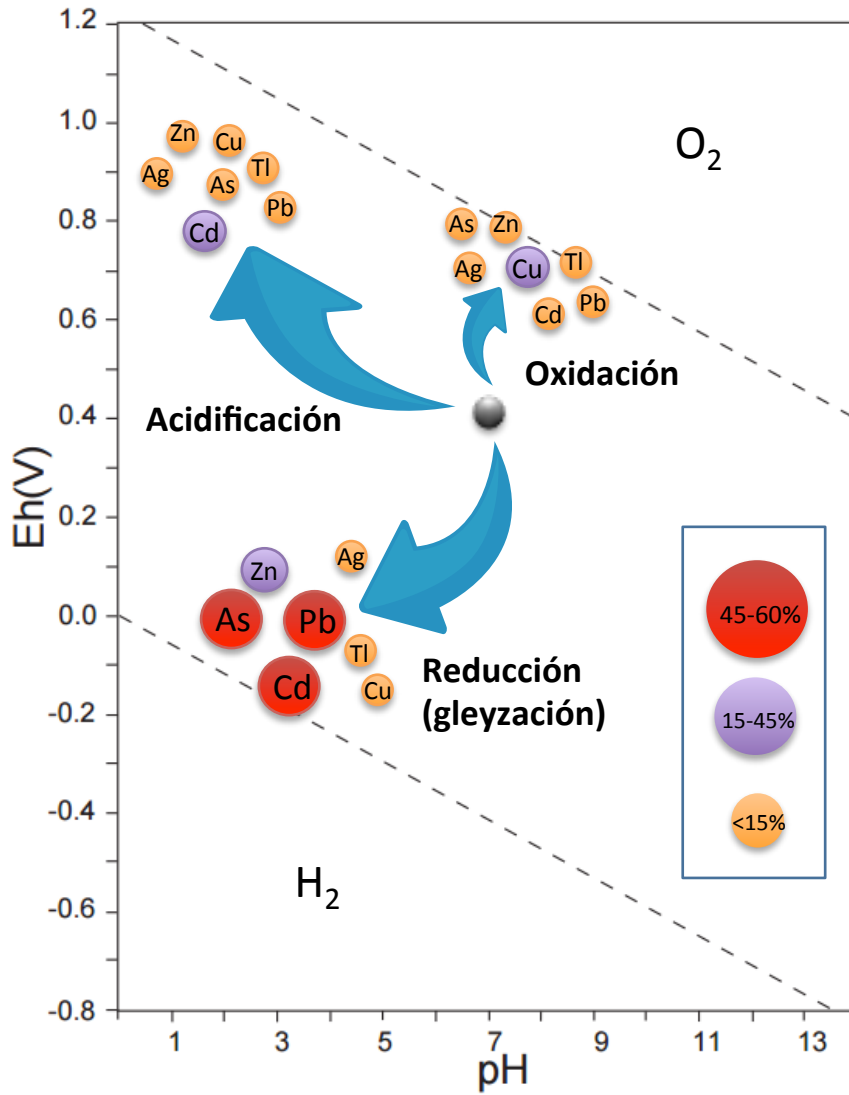 1.2
1.0
0.8
0.6
0.4
0.2
0.0
-0.2
-0.4
-0.6
-0.8
Eh(V)
1 3 5 7 9 11 13
pH
O2
H2
Zn
Cu
Ag
As
Tl
Pb
Cd
As
Zn
Ag
Cu
Tl
Cd
Pb
Oxidación
Acidificación
Zn
Ag
As
Pb
Tl
Cd
Cu
Reducción
(gleyzación)
45-60%
15-45%
<15%